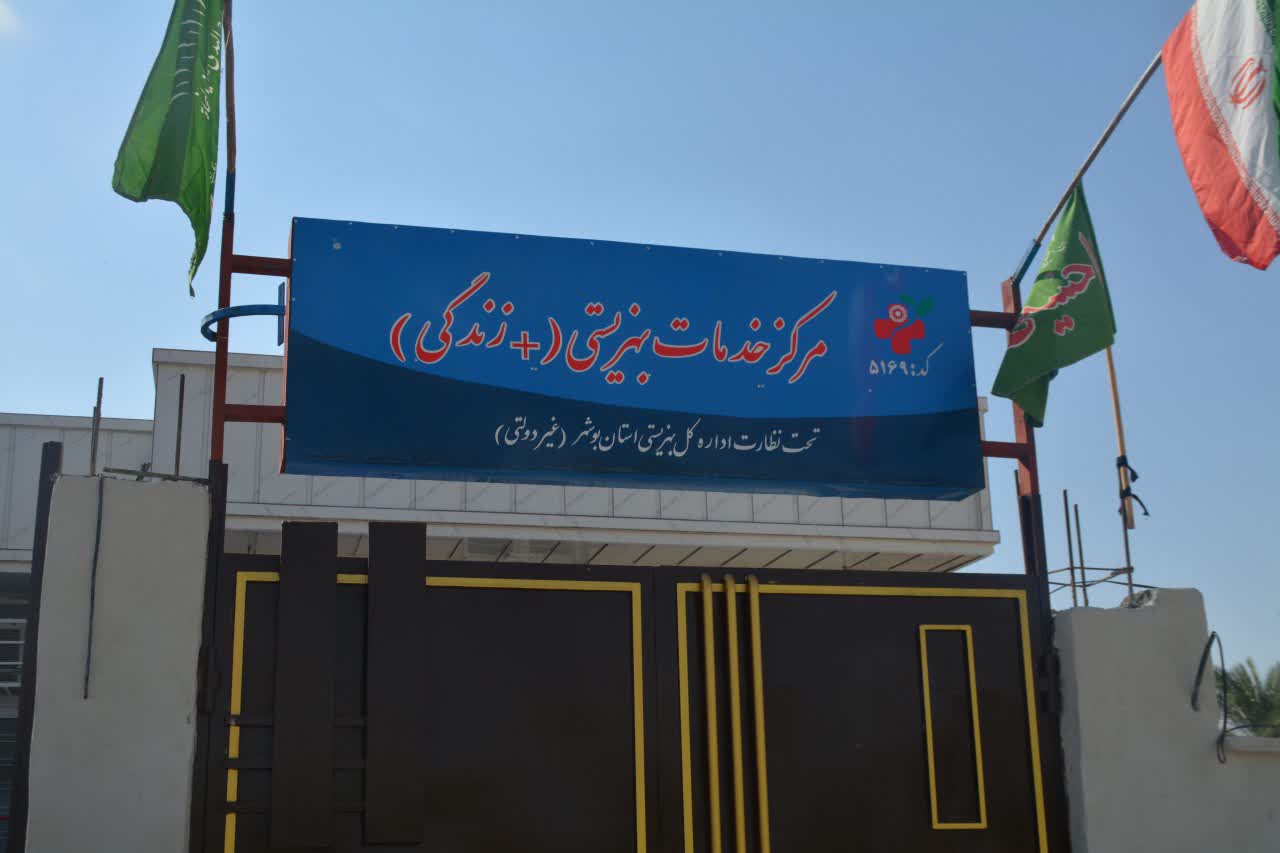 مرکز خدمات بهزیستی (+ زندگی)
کد: ۵۱۶۹
تحت نظارت اداره کل بهزیستی استان بوشهر (غیر دولتی)